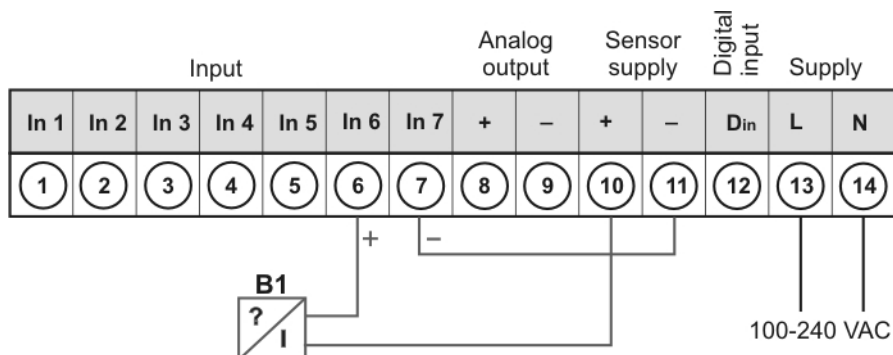 Input
Analog output
Sensor supply
Digital input
Supply
In 1 In 2 In 3 In 4 In 5 In 6 In 7 + – + – Din L N
1 2 3 4 5 6 7 8 9 10 11 12 13 14
+ –
B1
?
I
100-240 VAC